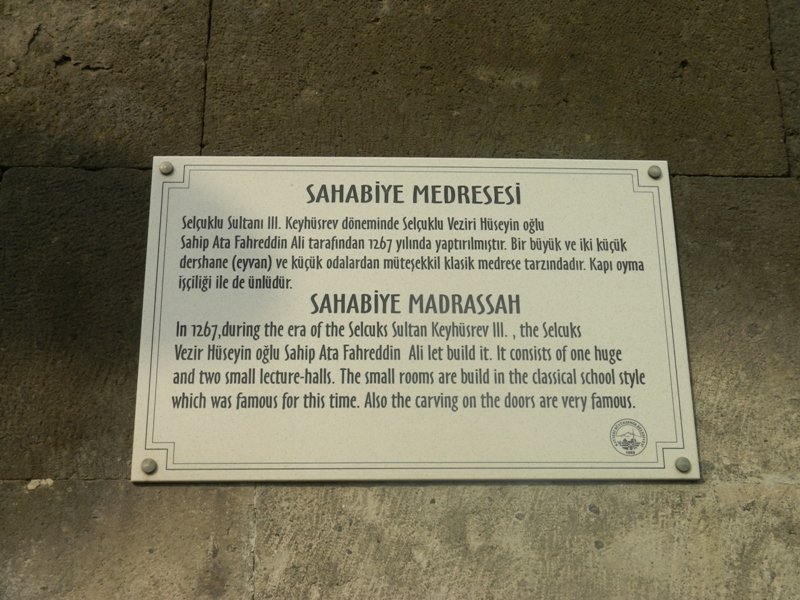 SAHABİYE MEDRESESİ
Selçuklu Sultanı III. Keyhüsrev döneminde Selçuklu Veziri Hüseyin oğlu
Sahip Ata Fahreddin Ali tarafından 1267 yılında yaptırılmıştır. Bir büyük ve iki küçük
dershane (eyvan) ve küçük odalardan müteşekkil klasik medrese tarzındadır. Kapı oyma
işçiliği ile de ünlüdür.
SAHABİYE MADRASSAH
In 1267,during the era of the Selcuks Sultan Keyhüsrev III. , the Selcuks
Vezir Hüseyin oğlu Sahip Ata Fahreddin Ali let build it. It consists of one huge
and two small lecture-halls. The small rooms are build in the classical school style
which was famous for this time. Also the carving on the doors are very famous.